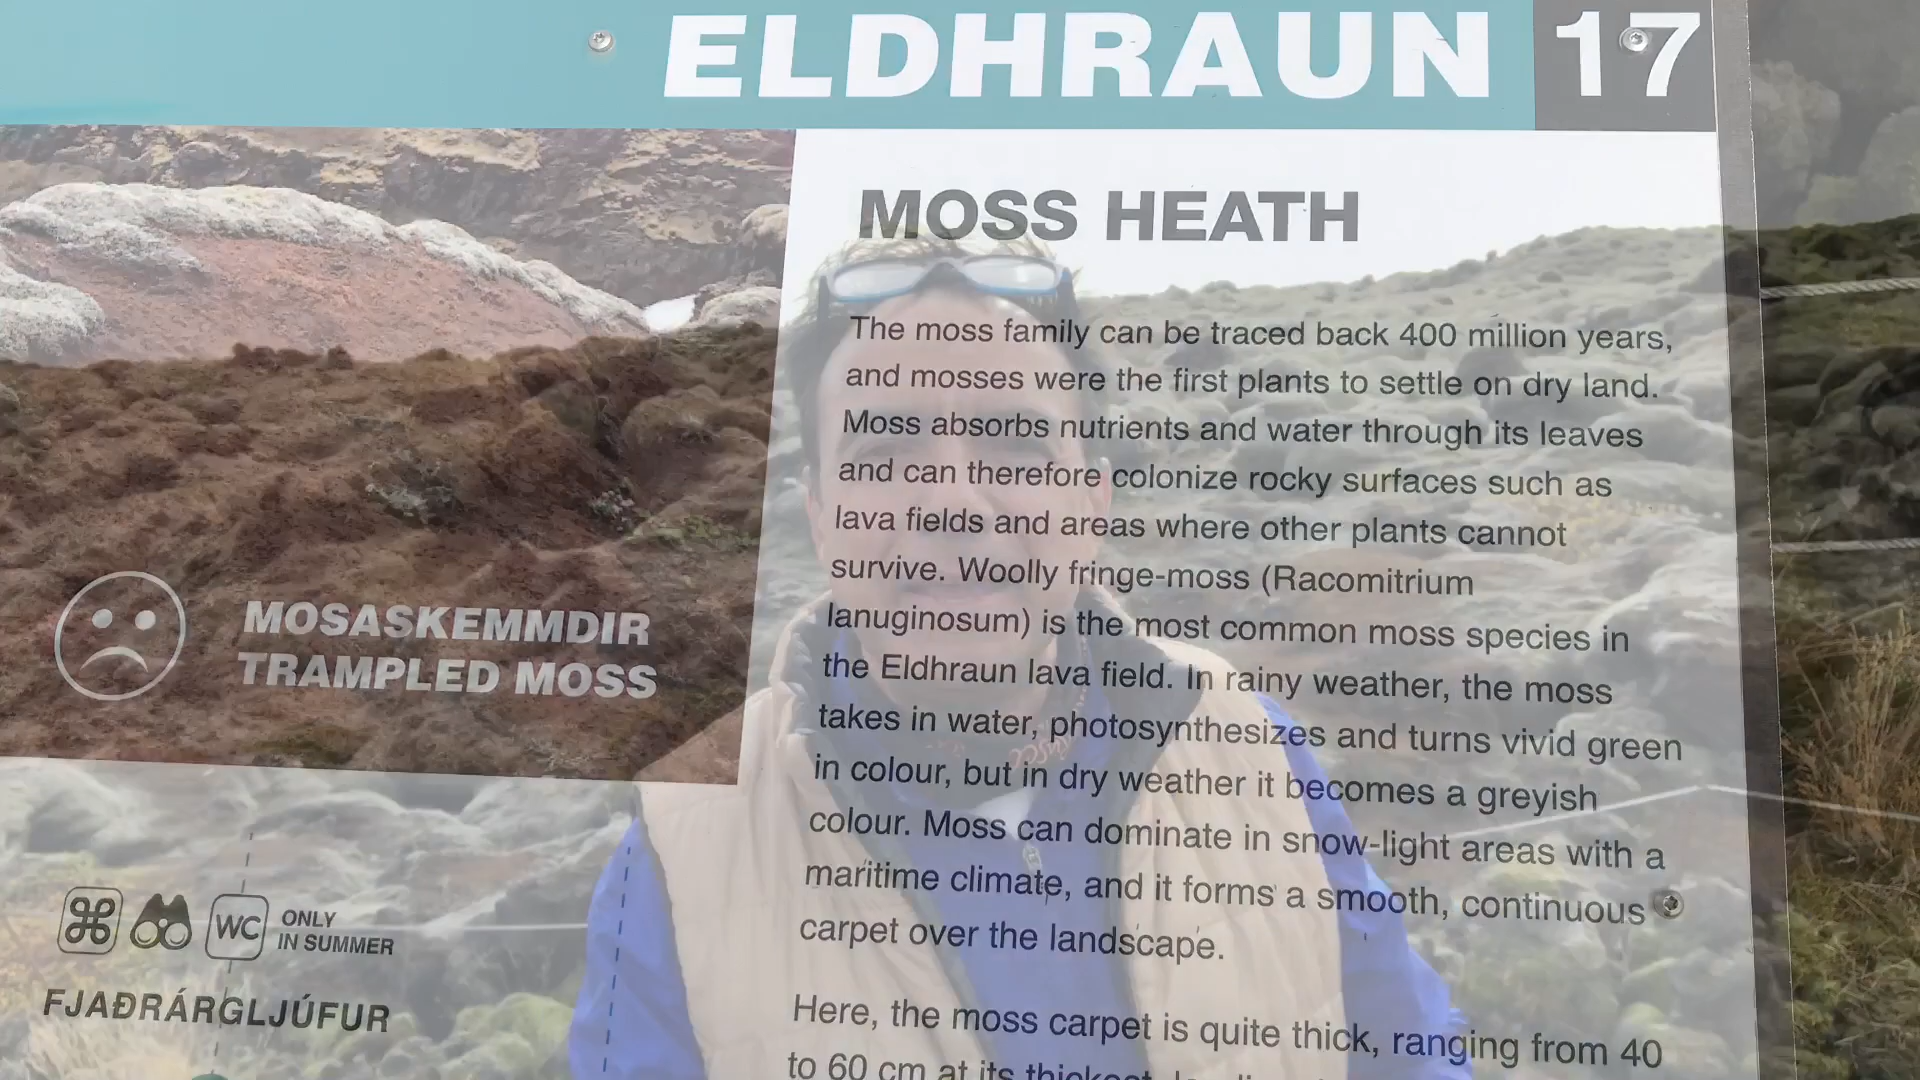 ELDHRAUN 17
MOSS HEATH
The moss family can be traced back 400 million years,
and mosses were the first plants to settle on dry land.
Moss absorbs nutrients and water through its leaves
and can therefore colonize rocky surfaces such as
lava fields and areas where other plants cannot
survive. Woolly fringe-moss (Racomitrium
lanuginosum) is the most common moss species in
the Eldhraun lava field. In rainy weather, the moss
takes in water, photosynthesizes and turns vivid green
in colour, but in dry weather it becomes a greyish
colour. Moss can dominate in snow-light areas with a
maritime climate, and it forms a smooth, continuous
carpet over the landscape.
Here, the moss carpet is quite thick, ranging from 40
to 60 cm at its thickest,
MOSASKEMMDIR
TRAMPLED MOSS
WC
ONLY
IN SUMMER
FJAÐRÁRGLJÚFUR